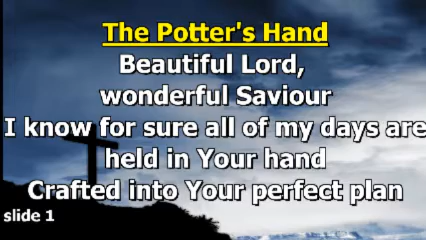 The Potter's Hand
Beautiful Lord,
wonderful Saviour
I know for sure all of my days are
held in Your hand
Crafted into Your perfect plan
slide 1